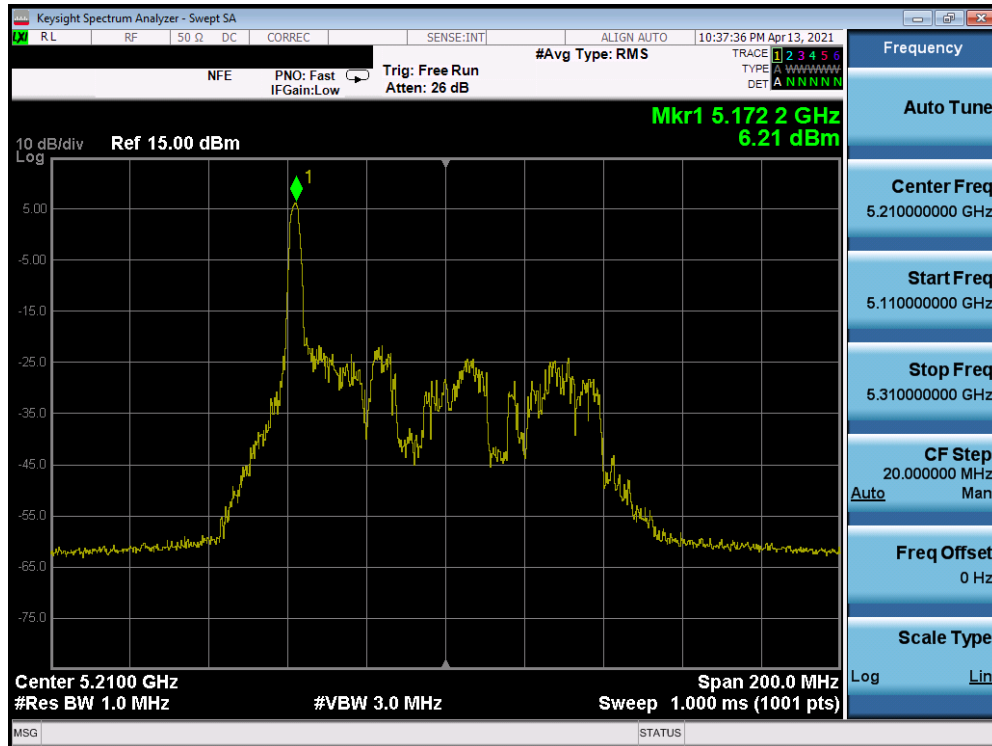 Keysight Spectrum Analyzer - Swept SA
LXI RL RF 50 Ω DC CORREC SENSE:INT ALIGN AUTO 10:37:36 PM Apr 13, 2021
NFE PNO: Fast Trig: Free Run #Avg Type: RMS TRACE 1 2 3 4 5 6
IFGain:Low Atten: 26 dB TYPE A WWWWW
DET A N N N N N
Mkr1 5.172 2 GHz
6.21 dBm
10 dB/div Ref 15.00 dBm
Log
1
5.00
-5.00
-15.0
-25.0
-35.0
-45.0
-55.0
-65.0
-75.0
Center 5.2100 GHz Span 200.0 MHz
#Res BW 1.0 MHz #VBW 3.0 MHz Sweep 1.000 ms (1001 pts)
MSG STATUS
Frequency
Auto Tune
Center Freq
5.210000000 GHz
Start Freq
5.110000000 GHz
Stop Freq
5.310000000 GHz
CF Step
20.000000 MHz
Auto Man
Freq Offset
0 Hz
Scale Type
Log Lin